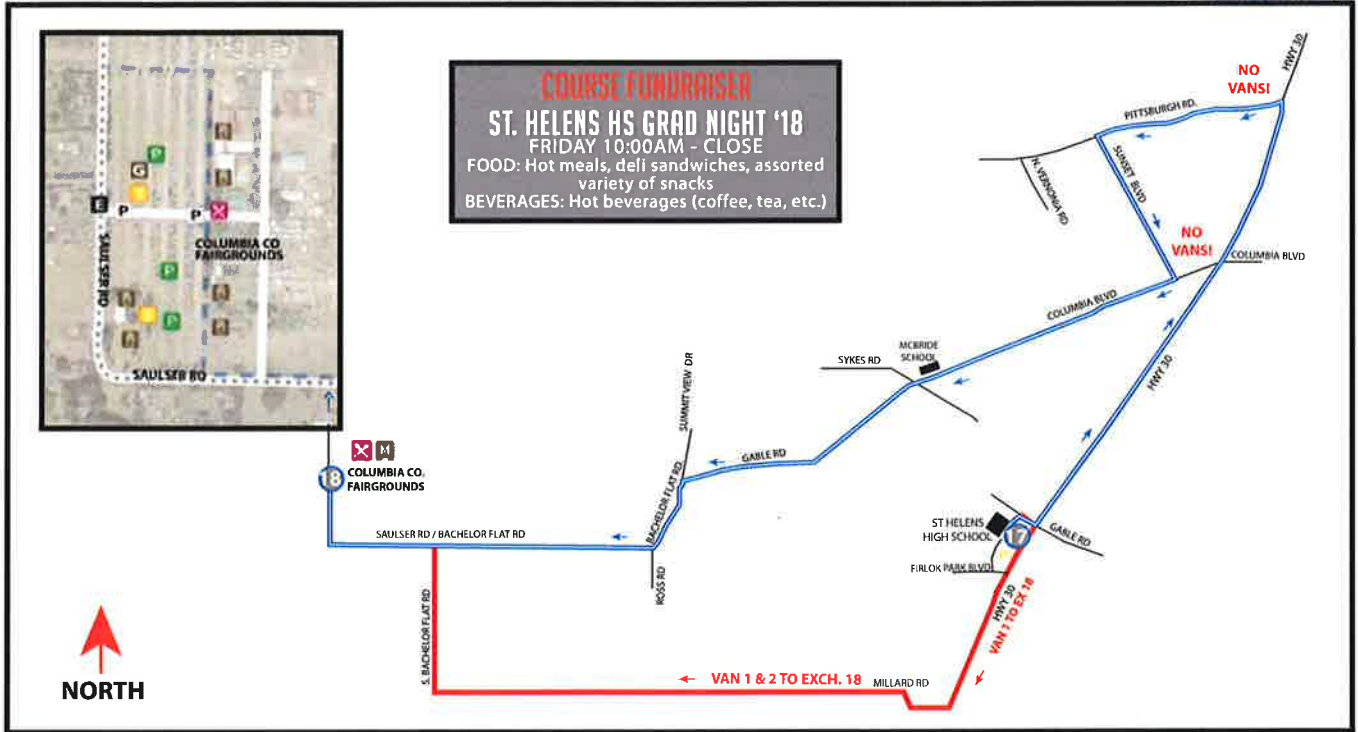 COURSE FUNDRAISER
ST. HELENS HS GRAD NIGHT '18
FRIDAY 10:00AM - CLOSE
FOOD: Hot meals, deli sandwiches, assorted
variety of snacks
BEVERAGES: Hot beverages (coffee, tea, etc.)
HWY 30
NO
VANS!
PITTSBURGH RD.
N. VERNONIA RD
SUNSET BLVD
NO
VANS!
COLUMBIA BLVD
COLUMBIA BLVD
P
G
E
P
P
COLUMBIA CO
FAIRGROUNDS
SAULSER RD
P
P
SAULSER RD
MCBRIDE
SCHOOL
SYKES RD
HWY 30
SUMMITVIEW DR
GABLE RD
BACHELOR FLAT RD
M
18
COLUMBIA CO.
FAIRGROUNDS
SAULSER RD / BACHELOR FLAT RD
ROSS RD
ST HELENS
HIGH SCHOOL
17
GABLE RD
FIRLOK PARK BLVD
HWY 30
VAN 1 TO EX 18
S. BACHELOR FLAT RD
VAN 1 & 2 TO EXCH. 18
MILLARD RD
NORTH